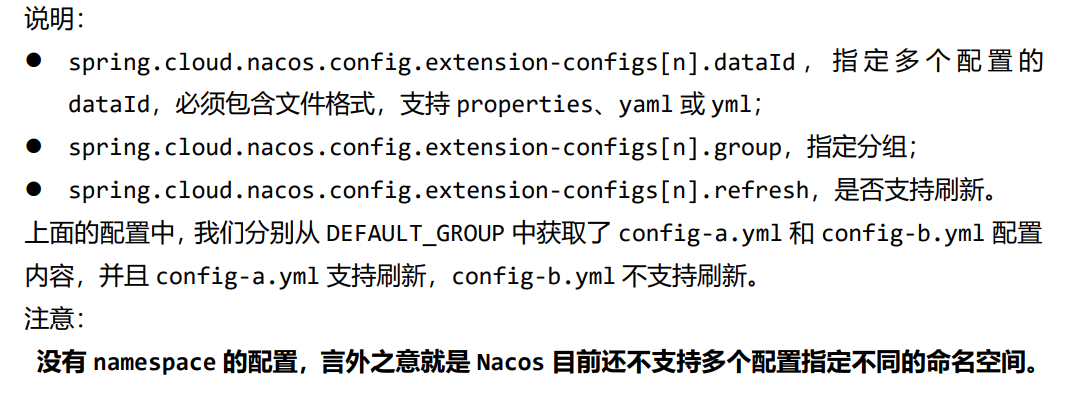 说明：
● spring.cloud.nacos.config.extension-configs[n].dataId，指定多个配置的
dataId，必须包含文件格式，支持 properties、yaml 或 yml；
● spring.cloud.nacos.config.extension-configs[n].group，指定分组；
● spring.cloud.nacos.config.extension-configs[n].refresh，是否支持刷新。
上面的配置中，我们分别从 DEFAULT_GROUP 中获取了 config-a.yml 和 config-b.yml 配置
内容，并且 config-a.yml 支持刷新，config-b.yml 不支持刷新。
注意：
没有 namespace 的配置，言外之意就是 Nacos 目前还不支持多个配置指定不同的命名空间。